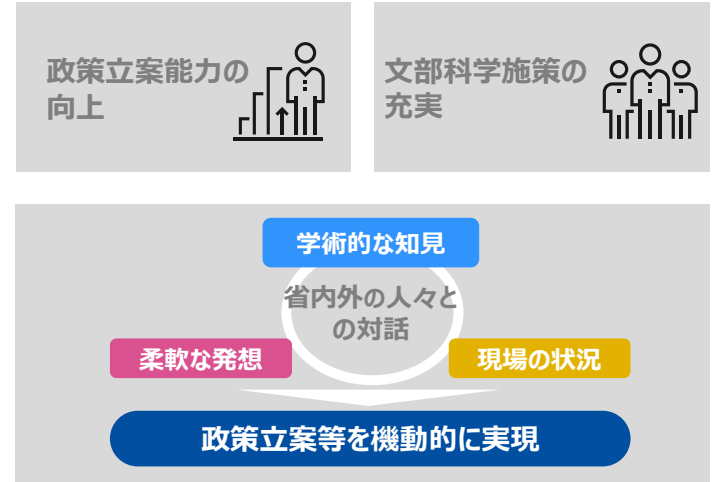 政策立案能力の
向上
文部科学施策の
充実
学術的な知見
省内外の人々と
の対話
柔軟な発想
現場の状況
政策立案等を機動的に実現